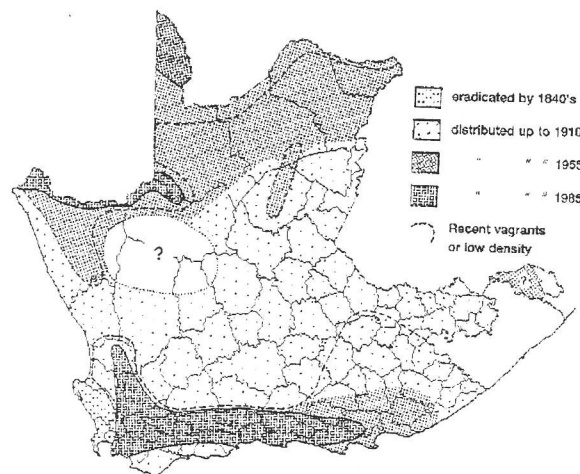 eradicated by 1840's
distributed up to 1910
" " " 1955
" " " 1985
Recent vagrants
or low density
?
?